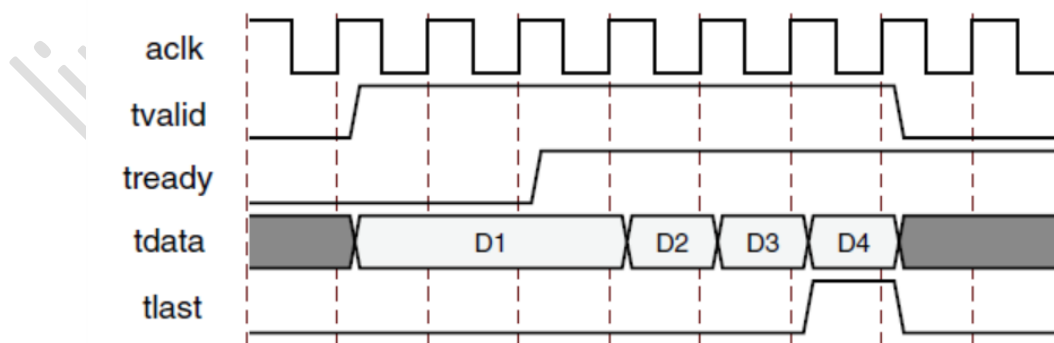 aclk
tvalid
tready
tdata D1 D2 D3 D4
tlast